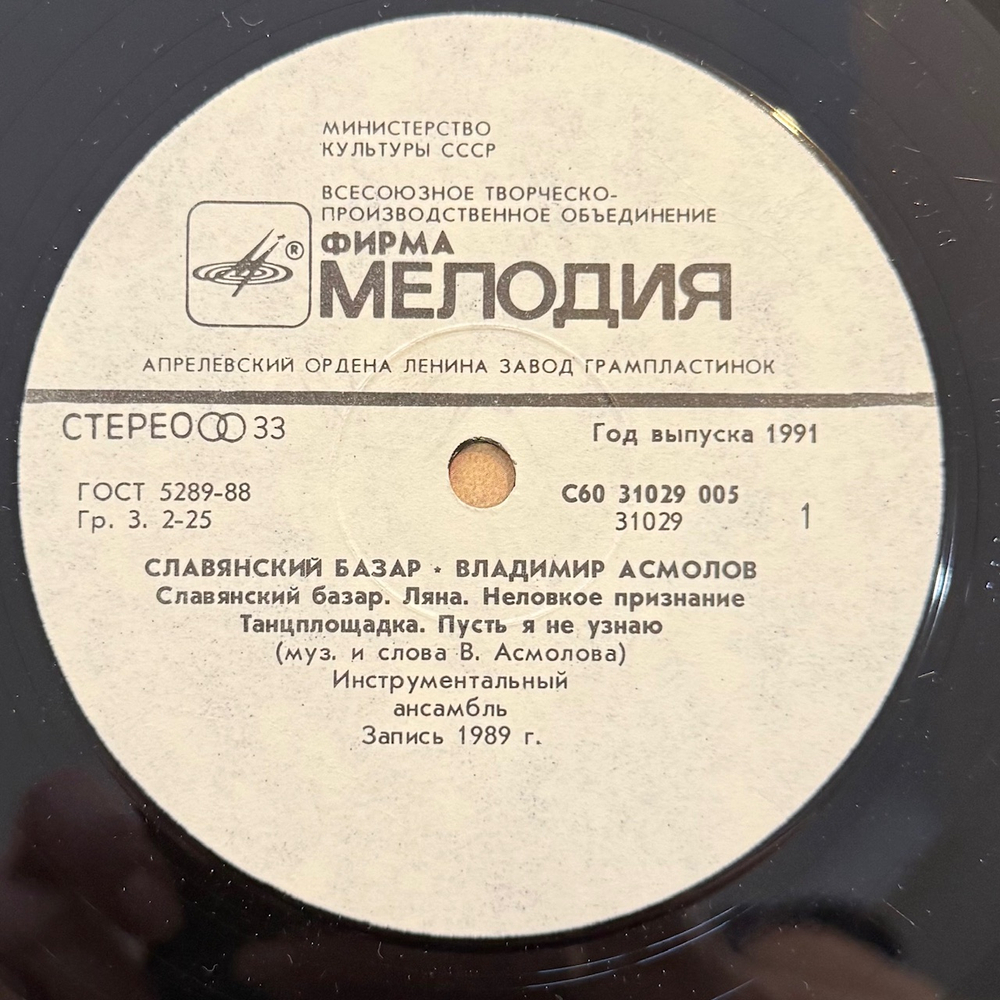 МИНИСТЕРСТВО
КУЛЬТУРЫ СССР
ВСЕСОЮЗНОЕ ТВОРЧЕСКО-
ПРОИЗВОДСТВЕННОЕ ОБЪЕДИНЕНИЕ
®
ФИРМА
МЕЛОДИЯ
АПРЕЛЕВСКИЙ ОРДЕНА ЛЕНИНА ЗАВОД ГРАМПЛАСТИНОК
СТЕРЕО 33
Год выпуска 1991
ГОСТ 5289-88
Гр. 3. 2-25
С60 31029 005
31029
1
СЛАВЯНСКИЙ БАЗАР ⋆ ВЛАДИМИР АСМОЛОВ
Славянский базар. Ляна. Неловкое признание
Танцплощадка. Пусть я не узнаю
(муз. и слова В. Асмолова)
Инструментальный
ансамбль
Запись 1989 г.